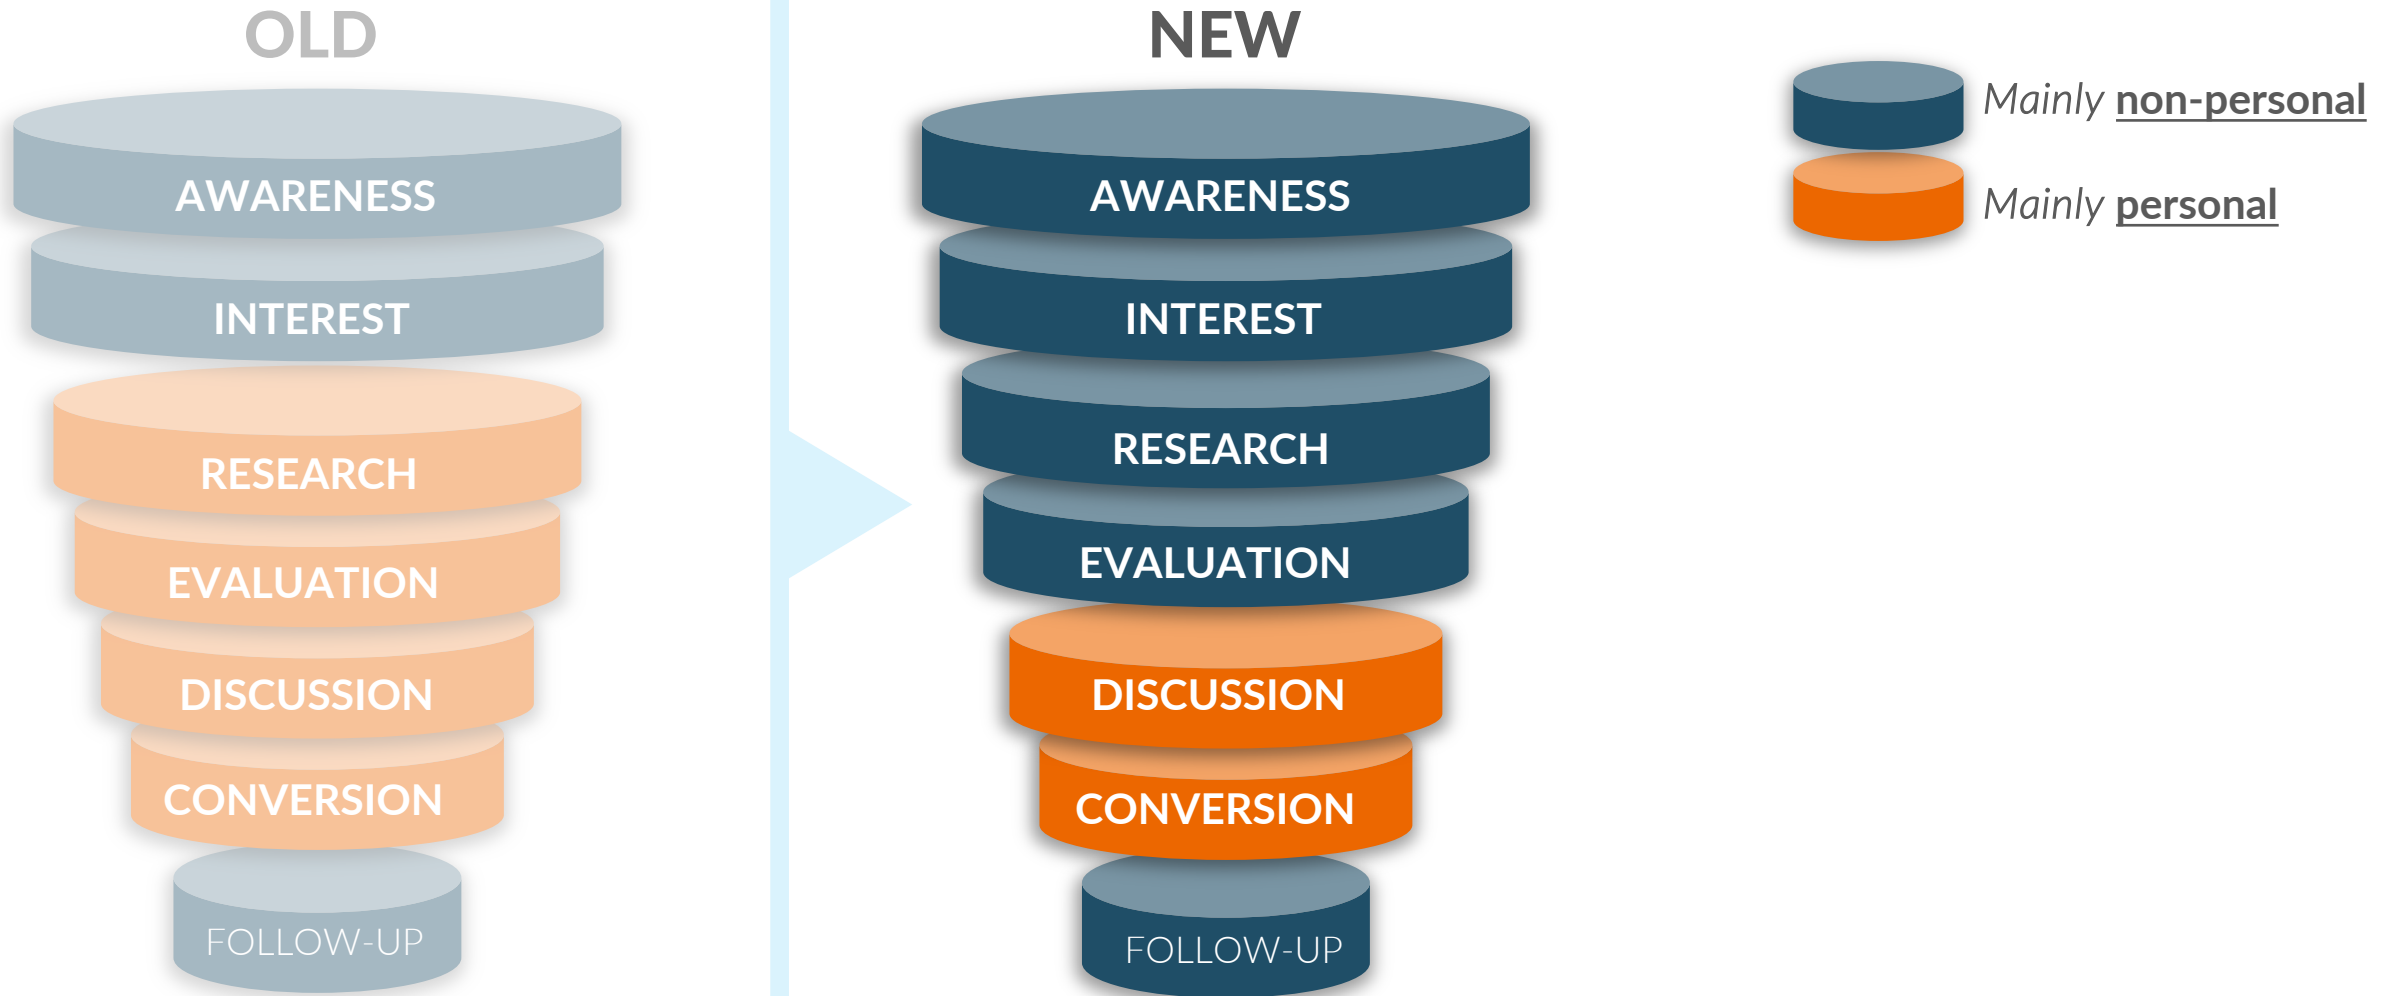 OLD
AWARENESS
INTEREST
RESEARCH
EVALUATION
DISCUSSION
CONVERSION
FOLLOW-UP
NEW
AWARENESS
INTEREST
RESEARCH
EVALUATION
DISCUSSION
CONVERSION
FOLLOW-UP
Mainly non-personal
Mainly personal